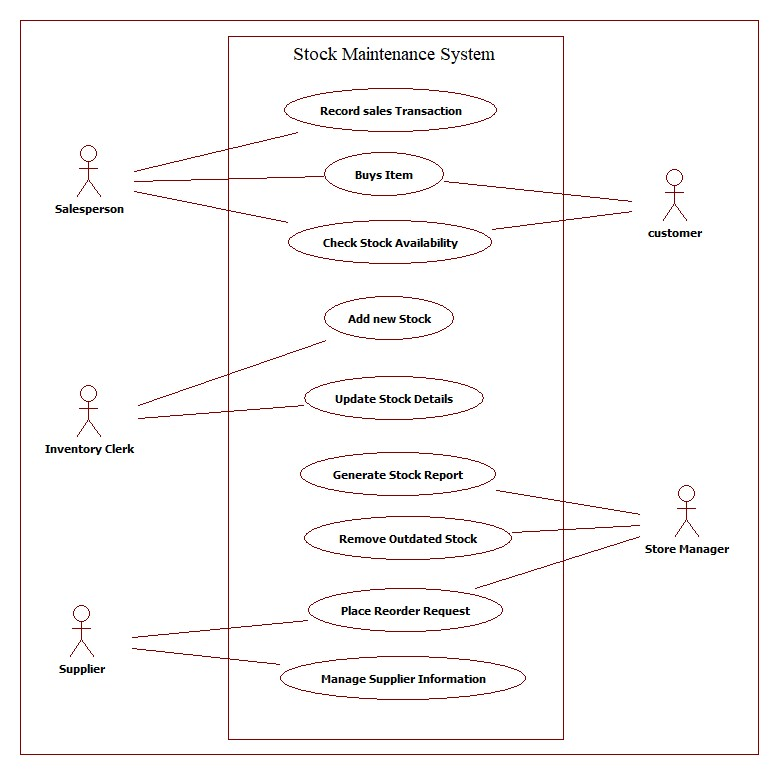 Stock Maintenance System
Record sales Transaction
Buys Item
Salesperson
customer
Check Stock Availability
Add new Stock
Update Stock Details
Inventory Clerk
Generate Stock Report
Remove Outdated Stock
Store Manager
Place Reorder Request
Supplier
Manage Supplier Information